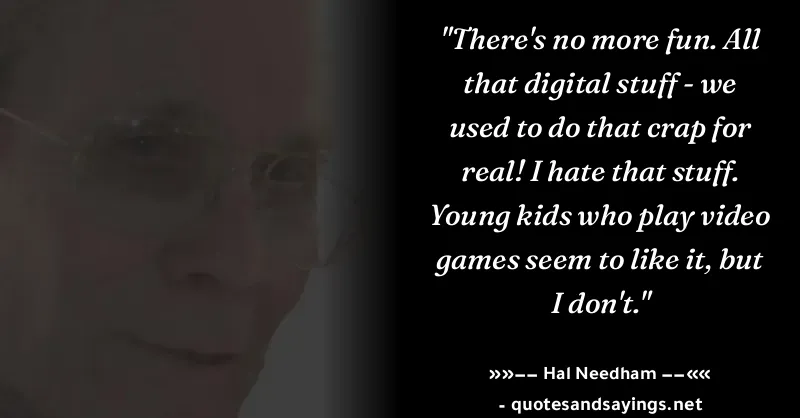 "There's no more fun. All
that digital stuff - we
used to do that crap for
real! I hate that stuff.
Young kids who play video
games seem to like it, but
I don't."
»»−− Hal Needham −−««
- quotesandsayings.net